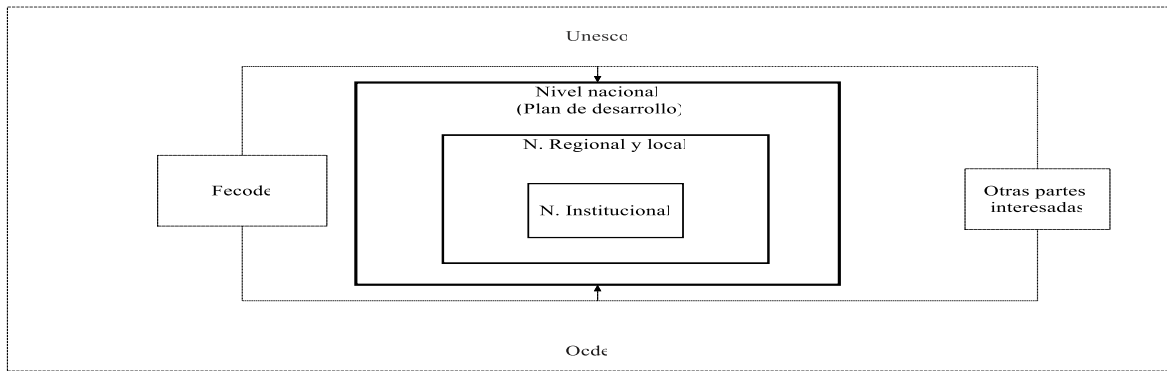 Unesco
Nivel nacional
(Plan de desarrollo)
N. Regional y local
Fecode
N. Institucional
Otras partes
interesadas
Ocde